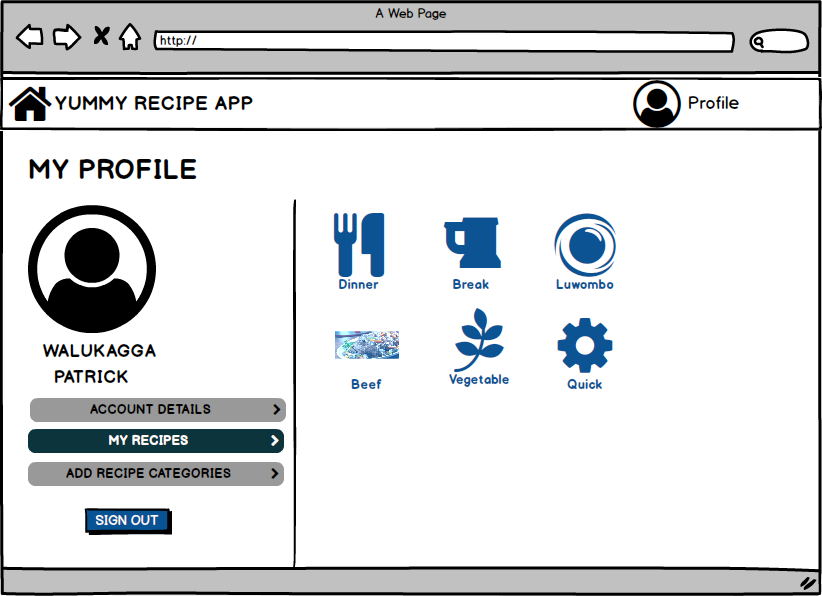 A Web Page
http://
YUMMY RECIPE APP
Profile
MY PROFILE
WALUKAGGA
PATRICK
ACCOUNT DETAILS
MY RECIPES
ADD RECIPE CATEGORIES
SIGN OUT
Dinner
Break
Luwombo
Beef
Vegetable
Quick